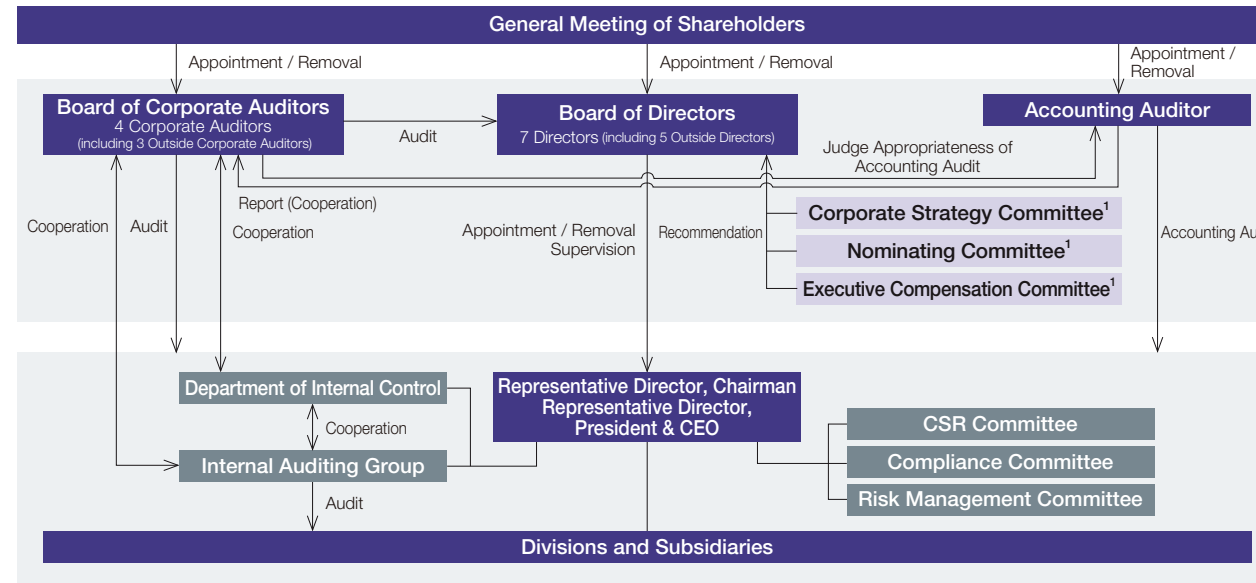 General Meeting of Shareholders
Appointment / Removal
Appointment / Removal
Appointment /
Removal
Board of Corporate Auditors
4 Corporate Auditors
(including 3 Outside Corporate Auditors)
Audit
Board of Directors
7 Directors (including 5 Outside Directors)
Accounting Auditor
Judge Appropriateness of
Accounting Audit
Report (Cooperation)
Cooperation
Audit
Cooperation
Appointment / Removal
Supervision
Recommendation
Corporate Strategy Committee¹
Nominating Committee¹
Executive Compensation Committee¹
Accounting Au
Department of Internal Control
Cooperation
Internal Auditing Group
Audit
Representative Director, Chairman
Representative Director,
President & CEO
CSR Committee
Compliance Committee
Risk Management Committee
Divisions and Subsidiaries